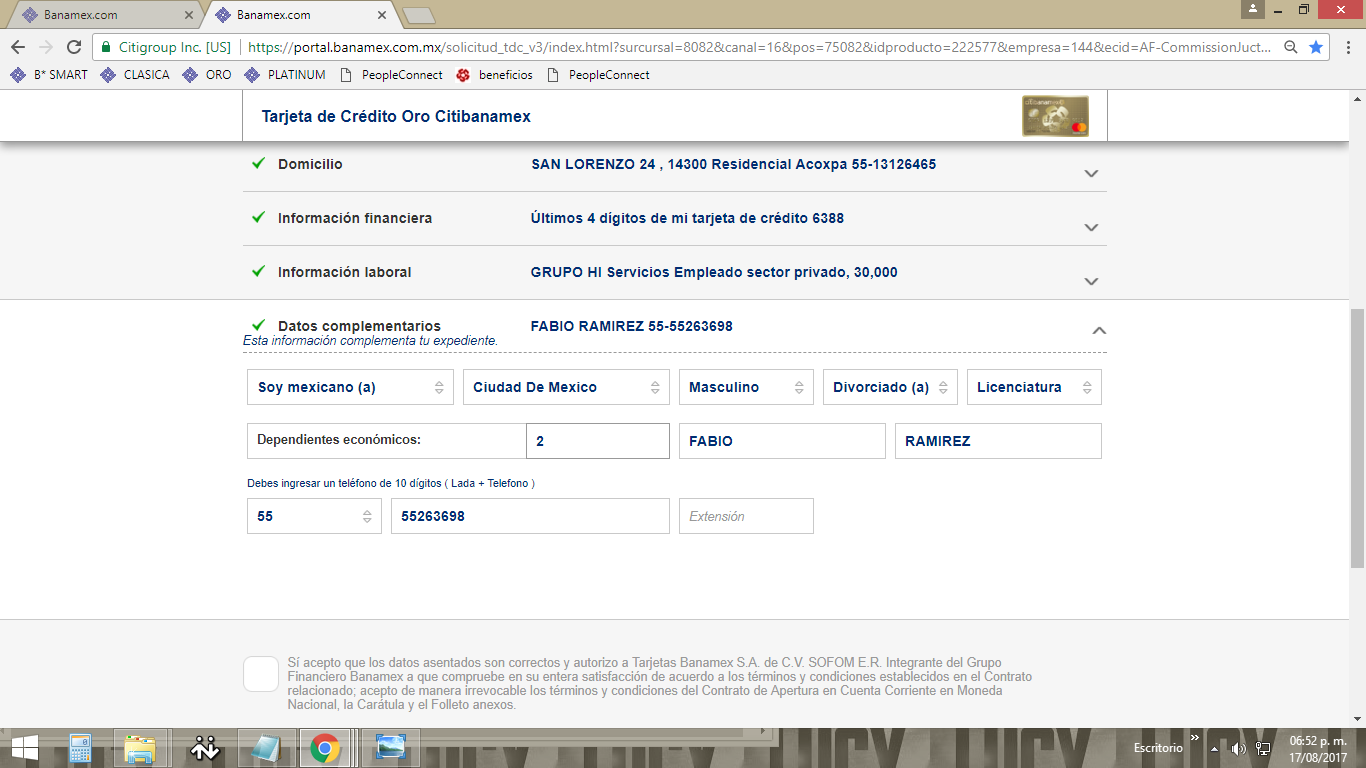 Banamex.com
Banamex.com
Citigroup Inc. [US]
https://portal.banamex.com.mx/solicitud_tdc_v3/index.html?surcursal=8082&canal=16&pos=75082&idproducto=222577&empresa=144&ecid=AF-CommissionJuct...
B* SMART CLASICA ORO PLATINUM PeopleConnect beneficios PeopleConnect
Tarjeta de Crédito Oro Citibanamex
Domicilio SAN LORENZO 24 , 14300 Residencial Acoxpa 55-13126465
Información financiera Últimos 4 dígitos de mi tarjeta de crédito 6388
Información laboral GRUPO HI Servicios Empleado sector privado, 30,000
Datos complementarios FABIO RAMIREZ 55-55263698
Esta información complementa tu expediente.
Soy mexicano (a) Ciudad De Mexico Masculino Divorciado (a) Licenciatura
Dependientes económicos: 2 FABIO RAMIREZ
Debes ingresar un teléfono de 10 dígitos ( Lada + Telefono )
55 55263698 Extensión
Sí acepto que los datos asentados son correctos y autorizo a Tarjetas Banamex S.A. de C.V. SOFOM E.R. Integrante del Grupo
Financiero Banamex a que compruebe en su entera satisfacción de acuerdo a los términos y condiciones establecidos en el Contrato
relacionado; acepto de manera irrevocable los términos y condiciones del Contrato de Apertura en Cuenta Corriente en Moneda
Nacional, la Carátula y el Folleto anexos.
Escritorio
06:52 p. m.
17/08/2017